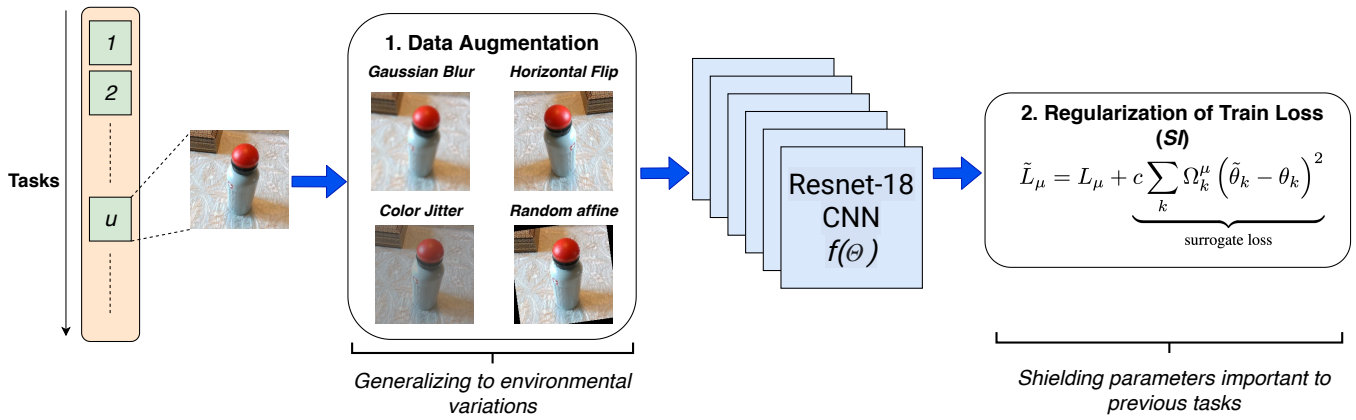 Tasks
1
2
u
1. Data Augmentation
Gaussian Blur
Horizontal Flip
Color Jitter
Random affine
Generalizing to environmental
variations
Resnet-18
CNN
f(Θ)
2. Regularization of Train Loss
(SI)
L̃_μ = L_μ + c ∑_k Ω_k^μ (θ̃_k − θ_k)^2
surrogate loss
Shielding parameters important to
previous tasks